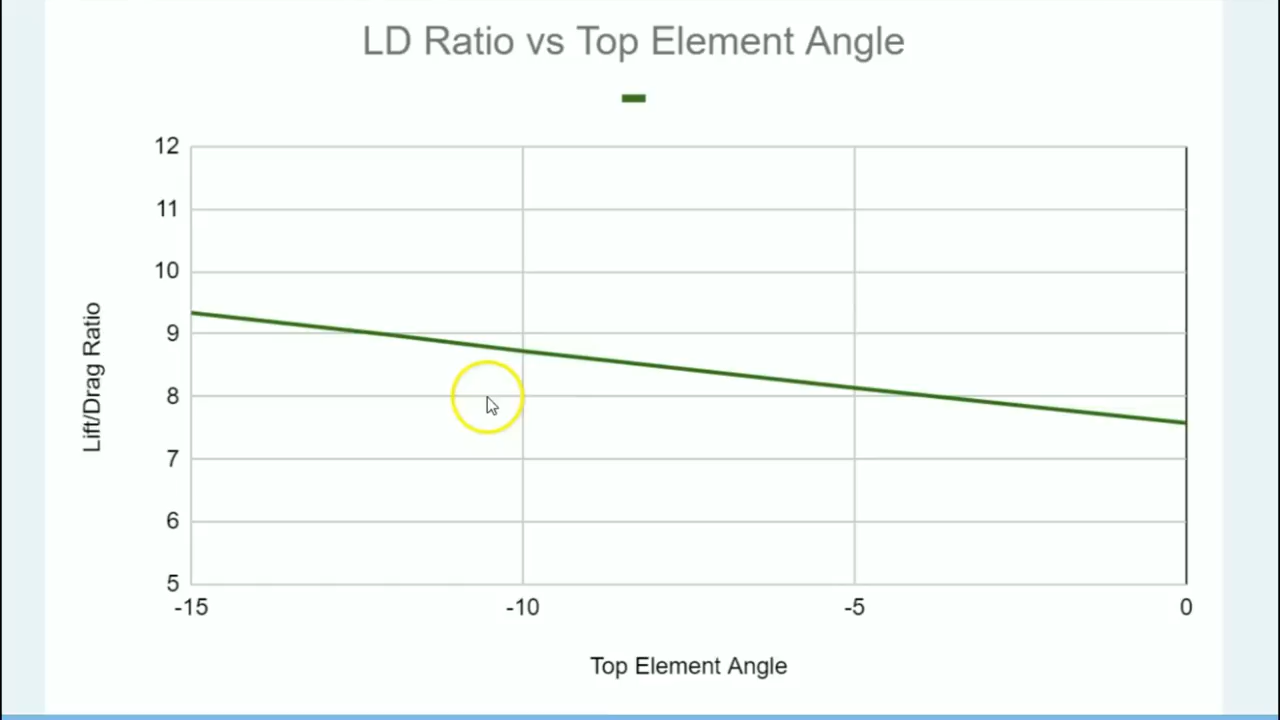 LD Ratio vs Top Element Angle
12
11
10
9
8
7
6
5
Lift/Drag Ratio
-15 -10 -5 0
Top Element Angle